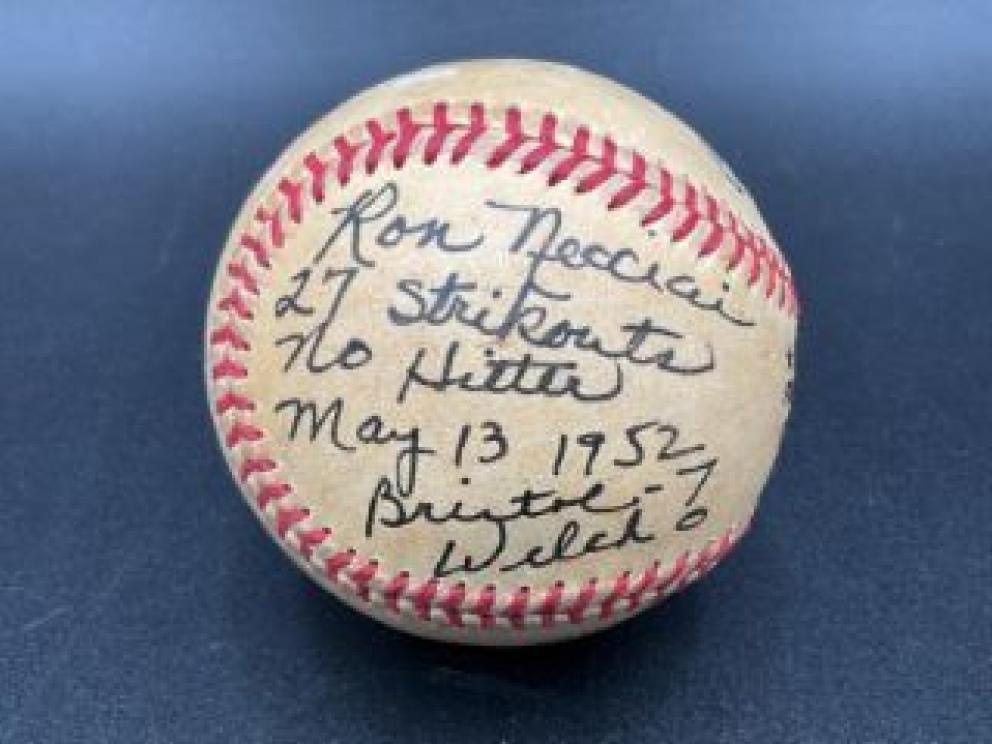 Ron Necciai
27 Strikouts
No Hitter
May 13 1952
Bristol - 7
Welch 0